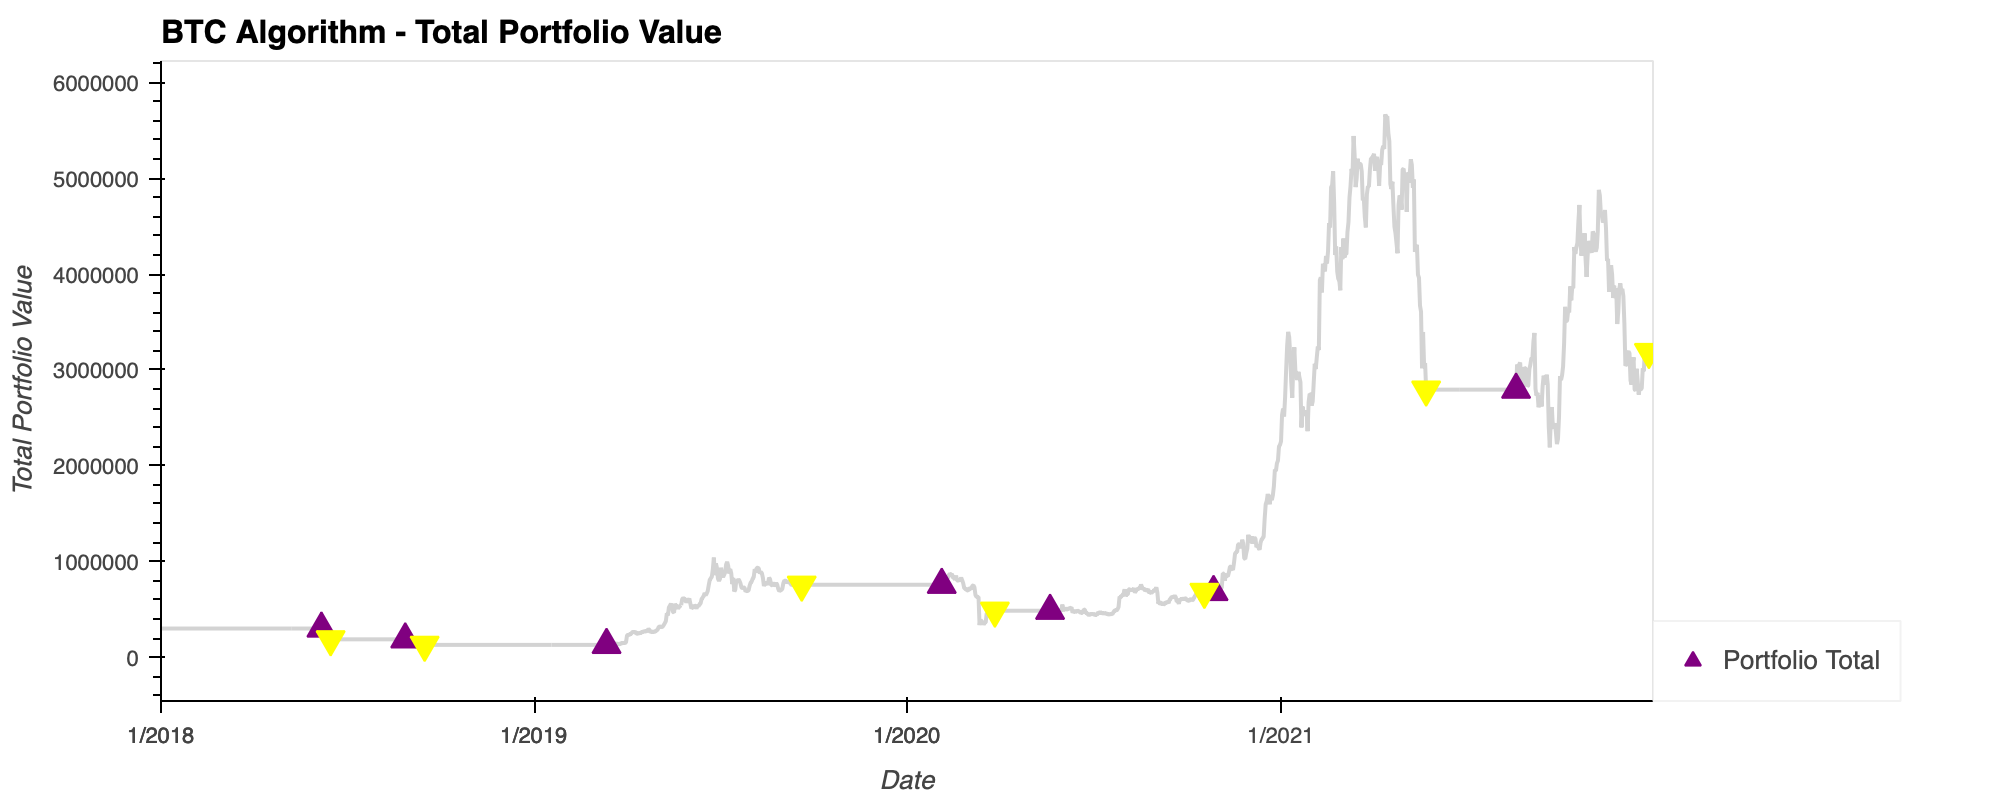 BTC Algorithm - Total Portfolio Value
Total Portfolio Value
6000000
5000000
4000000
3000000
2000000
1000000
0
1/2018
1/2019
1/2020
1/2021
Date
Portfolio Total